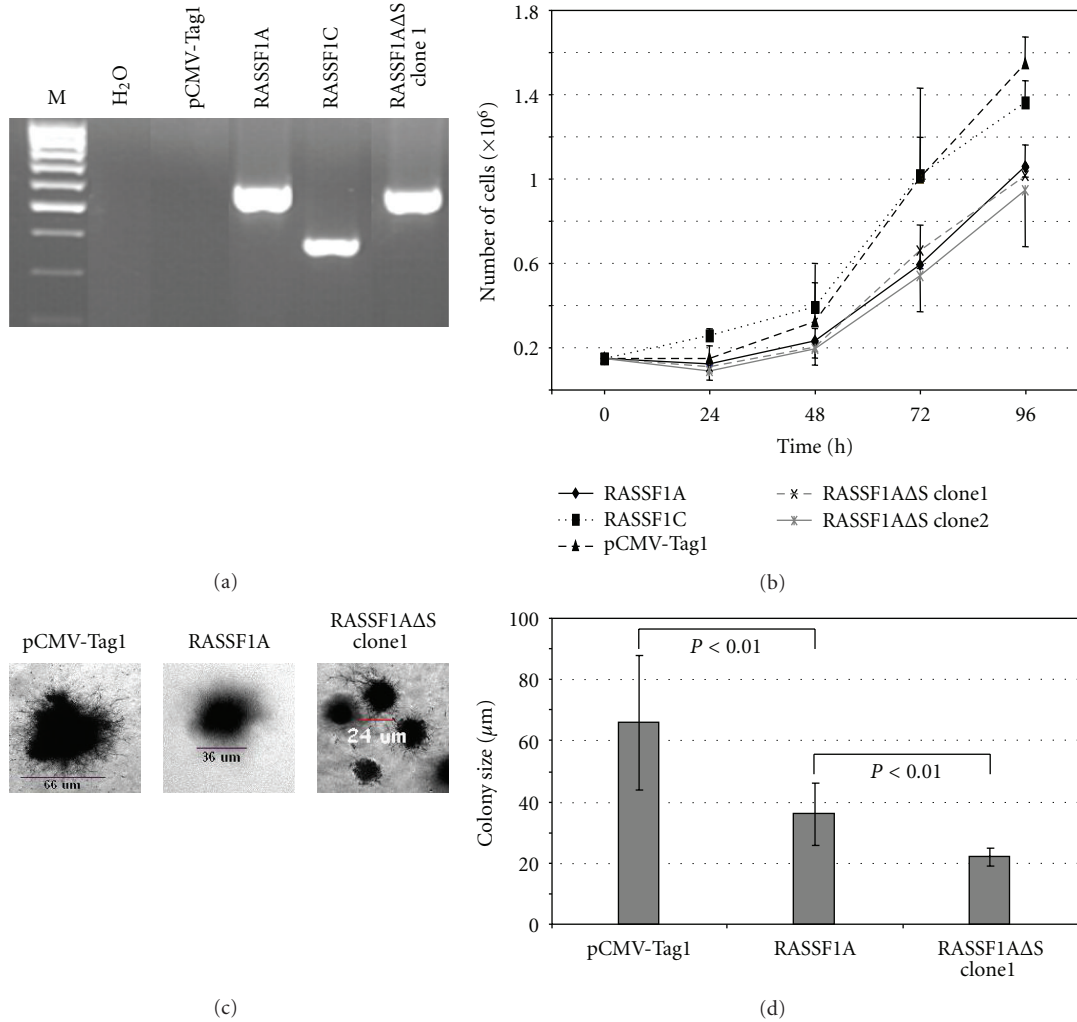 M
H₂O
pCMV-Tag1
RASSF1A
RASSF1C
RASSF1AΔS
clone 1
(a)
Number of cells (×10⁶)
1.8
1.4
1
0.6
0.2
0
24
48
72
96
Time (h)
RASSF1A
RASSF1C
pCMV-Tag1
RASSF1AΔS clone1
RASSF1AΔS clone2
(b)
pCMV-Tag1
RASSF1A
RASSF1AΔS
clone1
66 um
36 um
24 um
(c)
Colony size (μm)
100
80
60
40
20
0
P < 0.01
P < 0.01
pCMV-Tag1
RASSF1A
RASSF1AΔS
clone1
(d)